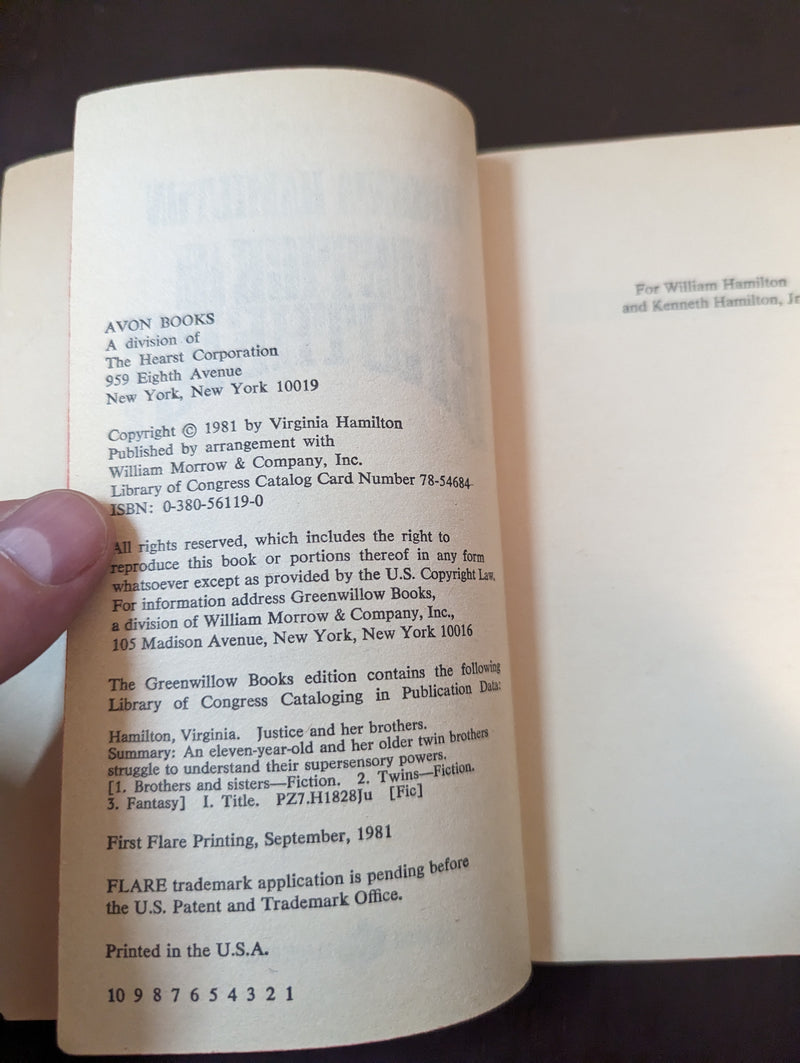 AVON BOOKS
A division of
The Hearst Corporation
959 Eighth Avenue
New York, New York 10019
Copyright © 1981 by Virginia Hamilton
Published by arrangement with
William Morrow & Company, Inc.
Library of Congress Catalog Card Number 78-54684
ISBN: 0-380-56119-0
All rights reserved, which includes the right to
reproduce this book or portions thereof in any form
whatsoever except as provided by the U.S. Copyright Law.
For information address Greenwillow Books,
a division of William Morrow & Company, Inc.,
105 Madison Avenue, New York, New York 10016
The Greenwillow Books edition contains the following
Library of Congress Cataloging in Publication Data:
Hamilton, Virginia. Justice and her brothers.
Summary: An eleven-year-old and her older twin brothers
struggle to understand their supersensory powers.
[1. Brothers and sisters—Fiction. 2. Twins—Fiction.
3. Fantasy] I. Title. PZ7.H1828Ju [Fic]
First Flare Printing, September, 1981
FLARE trademark application is pending before
the U.S. Patent and Trademark Office.
Printed in the U.S.A.
10 9 8 7 6 5 4 3 2 1
For William Hamilton
and Kenneth Hamilton, Jr